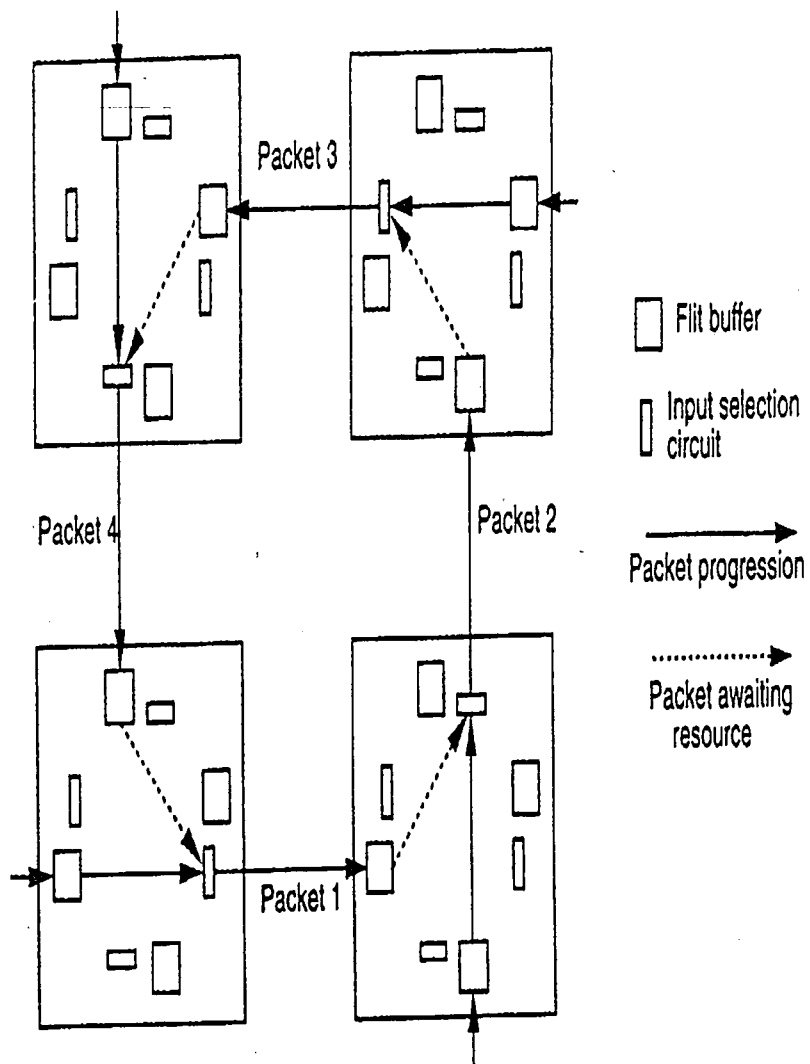 Packet 3
Flit buffer
Input selection
circuit
Packet 4
Packet 2
Packet progression
Packet awaiting
resource
Packet 1